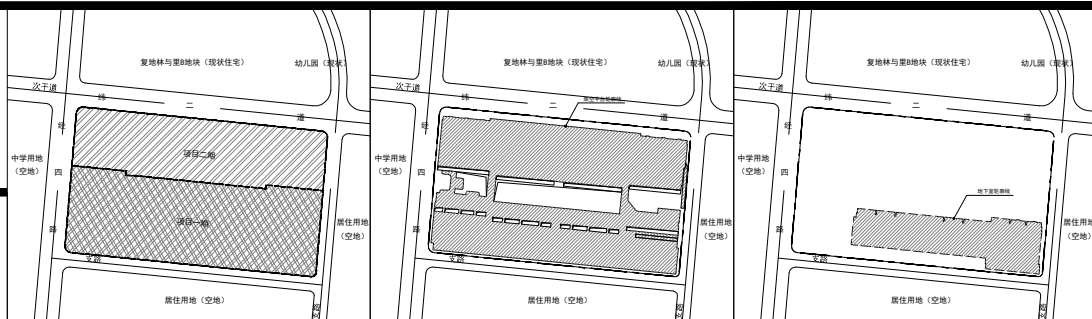 复地林与里B地块（现状住宅）
幼儿园（现状）
次干道
纬
二
道
经
四
路
中学用地
（空地）
项目二期
项目一期
居住用地
（空地）
支路
居住用地（空地）
复地林与里B地块（现状住宅）
幼儿园（现状）
次干道
纬
二
道
架空平台轮廓线
经
四
路
中学用地
（空地）
居住用地
（空地）
支路
居住用地（空地）
复地林与里B地块（现状住宅）
幼儿园（现状）
次干道
纬
二
道
经
四
路
中学用地
（空地）
地下室轮廓线
居住用地
（空地）
支路
居住用地（空地）